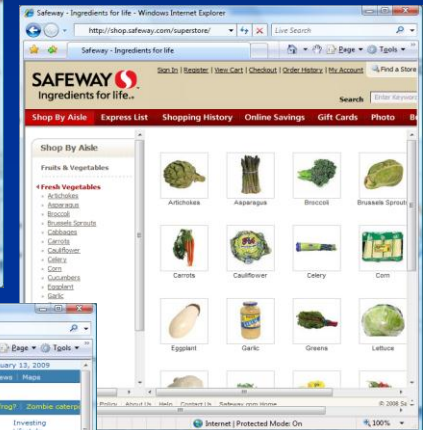 Safeway - Ingredients for life - Windows Internet Explorer
http://shop.safeway.com/superstore/
Live Search
Safeway - Ingredients for life
Page
Tools
SAFEWAY
Ingredients for life..
Sign In | Register | View Cart | Checkout | Order History | My Account
Find a Store
Search
Shop By Aisle
Express List
Shopping History
Online Savings
Gift Cards
Photo
Shop By Aisle
Fruits & Vegetables
Fresh Vegetables
Artichokes
Asparagus
Broccoli
Brussels Sprouts
Cabbages
Carrots
Cauliflower
Celery
Corn
Cucumbers
Eggplant
Garlic
Artichokes
Asparagus
Broccoli
Brussels Sprout
Carrots
Cauliflower
Celery
Corn
Eggplant
Garlic
Greens
Lettuce
Policy
About Us
Help
Contact Us
Safeway.com Home
Internet | Protected Mode: On
100%
Page
Tools
uary 13, 2009
ews | Maps
frog? | Zombie caterp
Investing